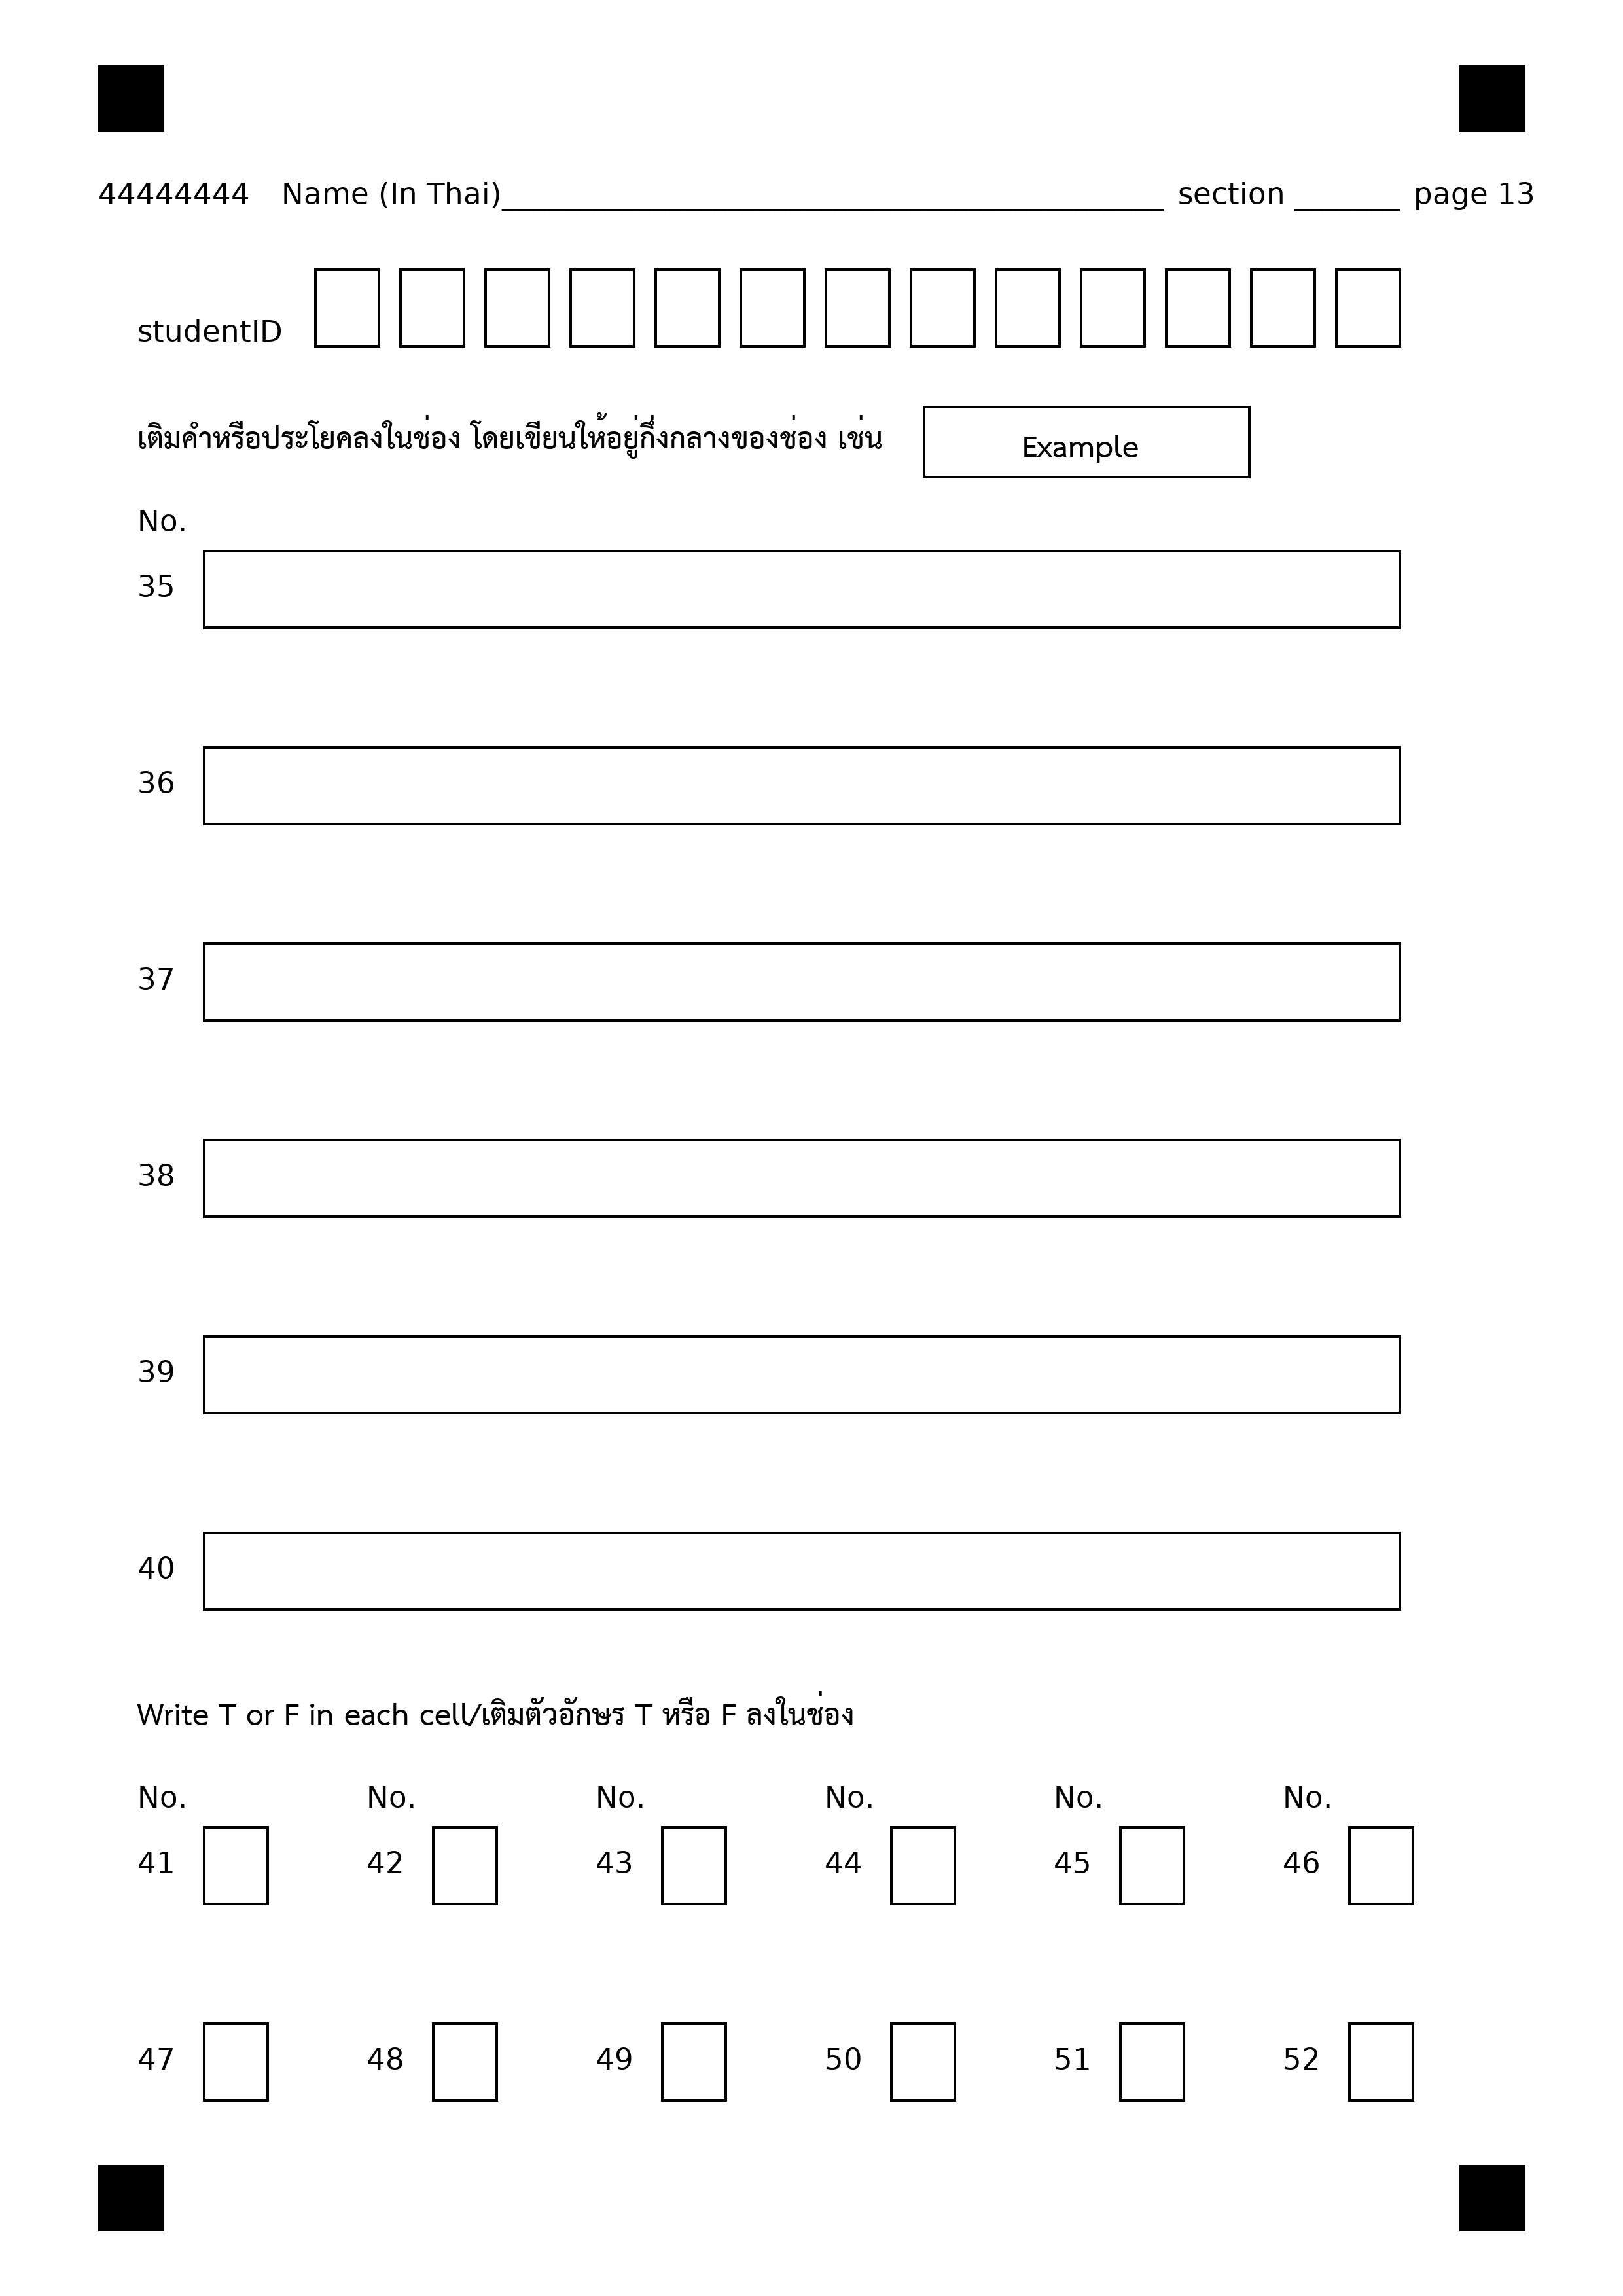 44444444 Name (In Thai)__________ section ______ page 13
studentID
เติมคำหรือประโยคลงในช่อง โดยเขียนให้อยู่กึ่งกลางของช่อง เช่น Example
No.
35
36
37
38
39
40
Write T or F in each cell/เติมตัวอักษร T หรือ F ลงในช่อง
No. No. No. No. No. No.
41 42 43 44 45 46
47 48 49 50 51 52